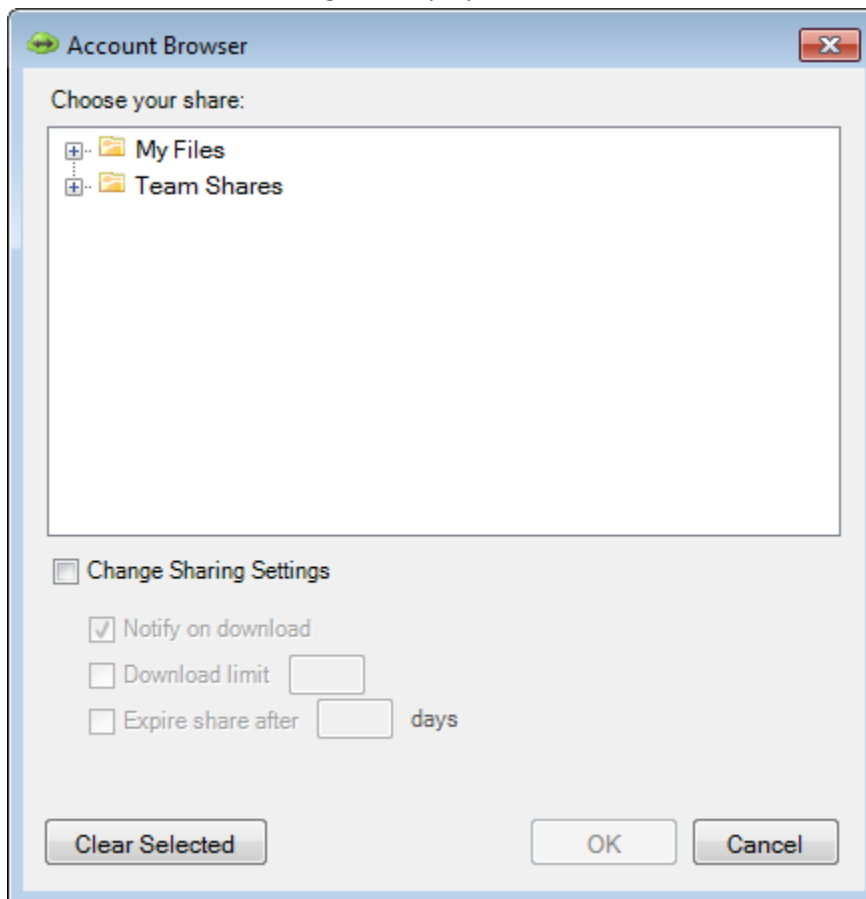 Account Browser
Choose your share:
My Files
Team Shares
Change Sharing Settings
Notify on download
Download limit
Expire share after days
Clear Selected OK Cancel